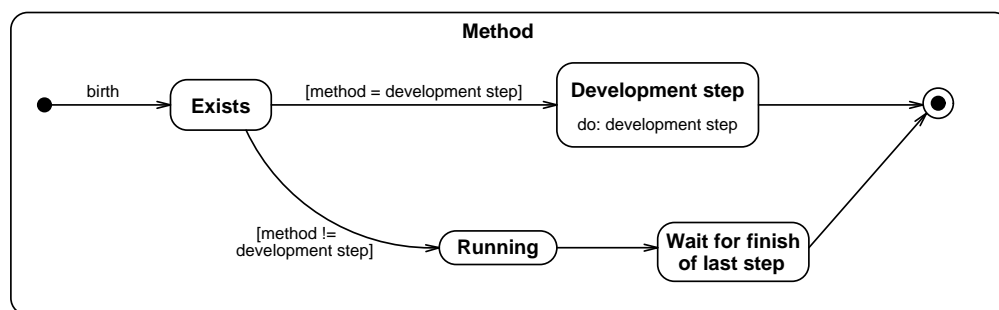 Method
birth
Exists
[method = development step]
Development step
do: development step
[method !=
development step]
Running
Wait for finish
of last step